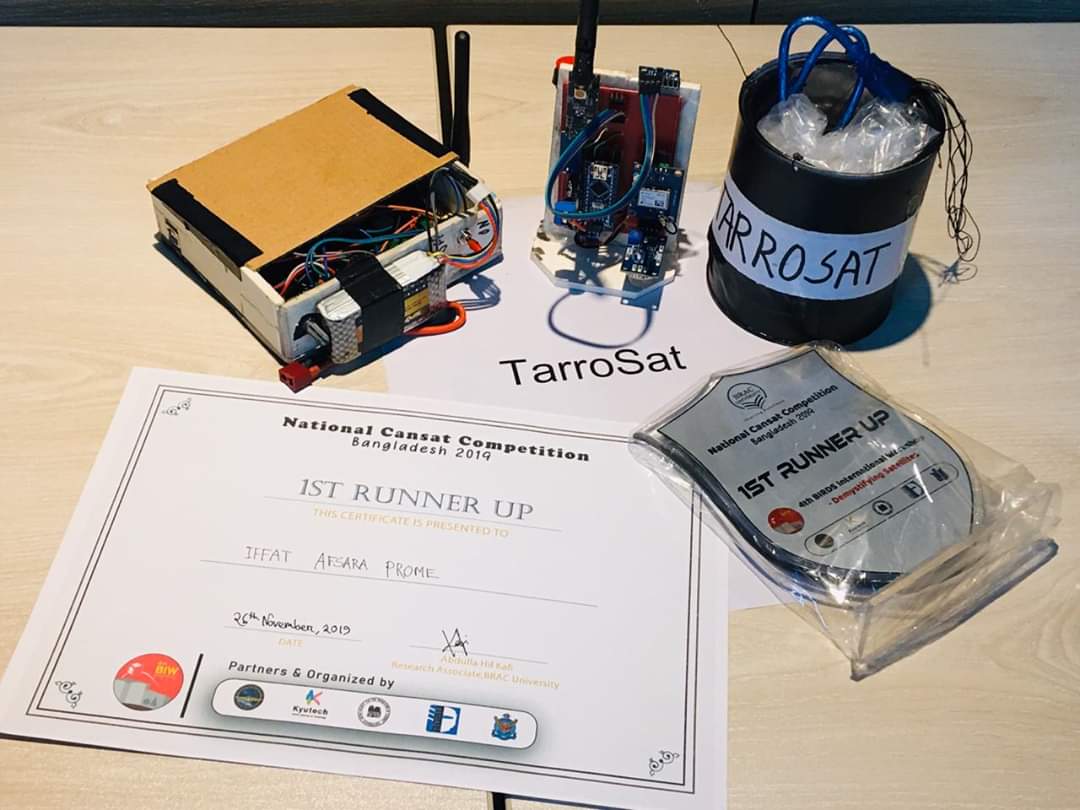 TARROSAT
TarroSat
National Cansat Competition
Bangladesh 2019
1ST RUNNER UP
THIS CERTIFICATE IS PRESENTED TO
IFFAT AFSARA PROME
26th November, 2019
DATE
Abdulla Hil Kafi
Research Associate,BRAC University
BIW
Partners & Organized by
Kyutech
BRAC
National Cansat Competition
Bangladesh 2019
1ST RUNNER UP
4th BIRDS International
- Demystifying Satellites